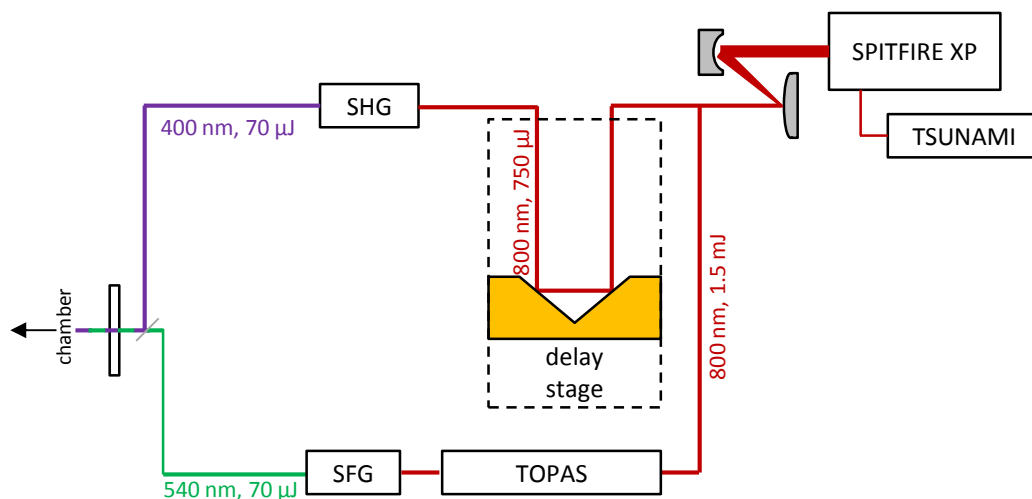 SPITFIRE XP
TSUNAMI
SHG
400 nm, 70 µJ
800 nm, 750 µJ
800 nm, 1.5 mJ
chamber
delay
stage
SFG
TOPAS
540 nm, 70 µJ